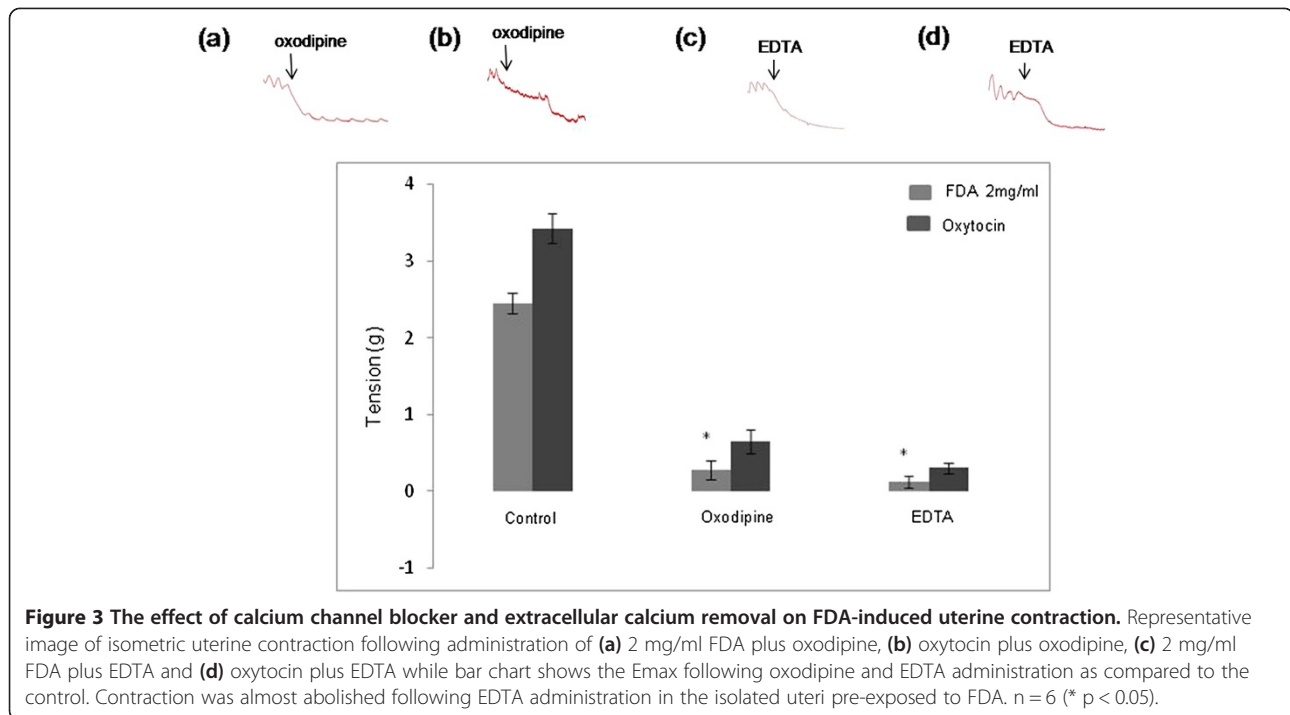 (a) oxodipine (b) oxodipine (c) EDTA (d) EDTA
4
3
2
1
0
-1
Tension(g)
FDA 2mg/ml
Oxytocin
*
*
Control Oxodipine EDTA
Figure 3 The effect of calcium channel blocker and extracellular calcium removal on FDA-induced uterine contraction. Representative
image of isometric uterine contraction following administration of (a) 2 mg/ml FDA plus oxodipine, (b) oxytocin plus oxodipine, (c) 2 mg/ml
FDA plus EDTA and (d) oxytocin plus EDTA while bar chart shows the Emax following oxodipine and EDTA administration as compared to the
control. Contraction was almost abolished following EDTA administration in the isolated uteri pre-exposed to FDA. n = 6 (* p < 0.05).